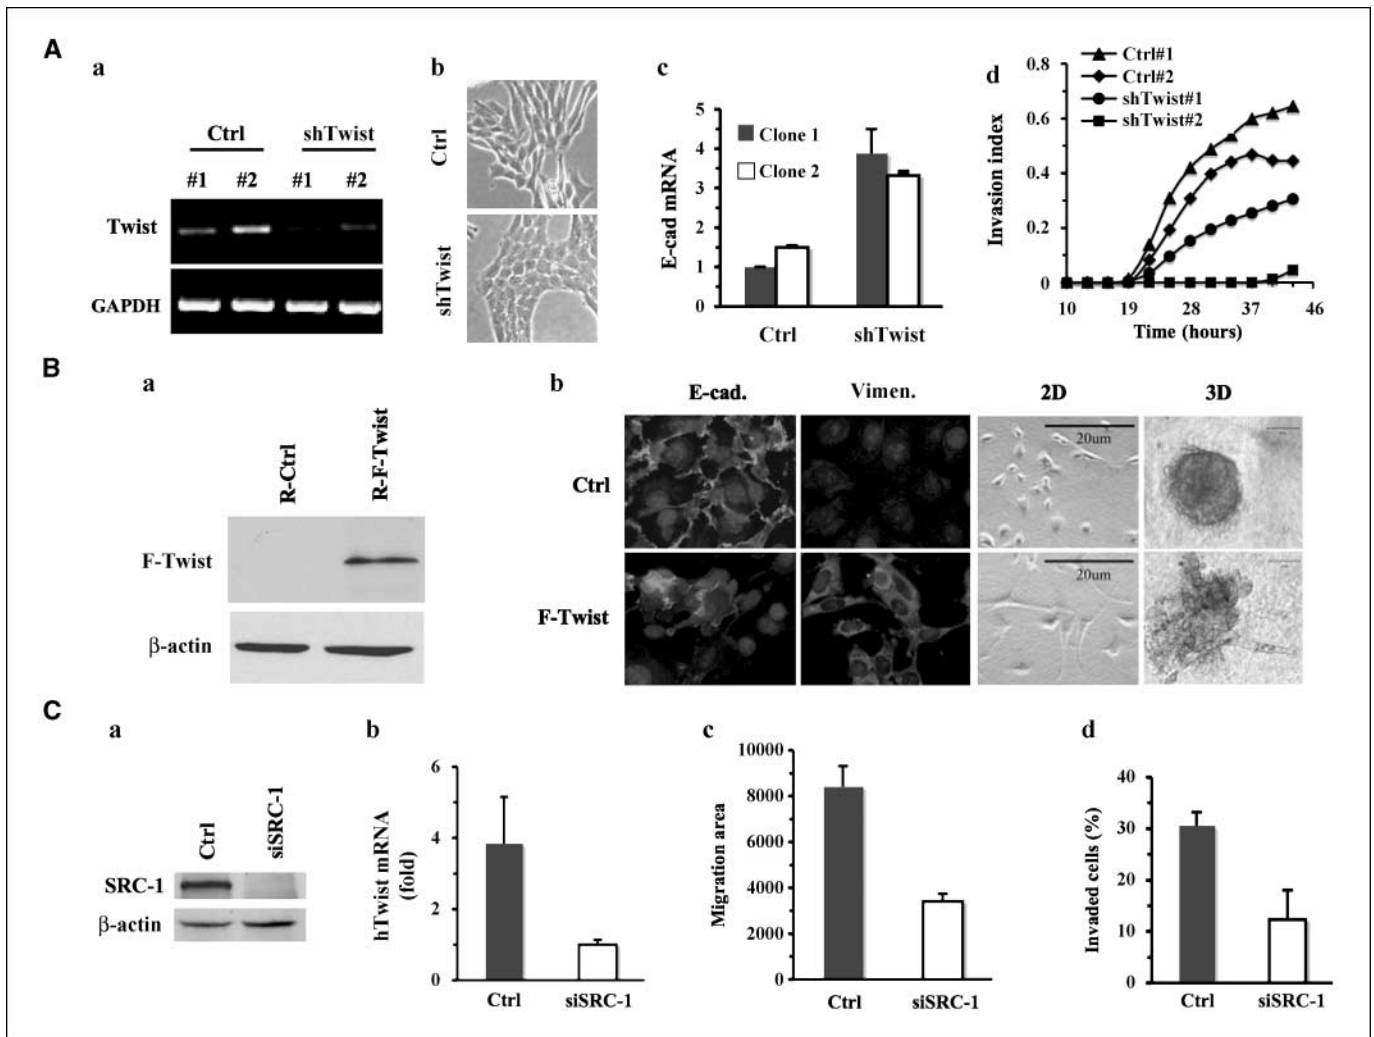 A
a
Ctrl
shTwist
#1 #2 #1 #2
Twist
GAPDH
b
Ctrl
shTwist
c
E-cad mRNA
5
4
3
2
1
0
Clone 1
Clone 2
Ctrl
shTwist
d
Ctrl#1
Ctrl#2
shTwist#1
shTwist#2
Invasion index
0.8
0.6
0.4
0.2
0
10 19 28 37 46
Time (hours)
B
a
R-Ctrl
R-F-Twist
F-Twist
β-actin
b
E-cad. Vimen. 2D 3D
Ctrl
20um
F-Twist
20um
C
a
Ctrl
siSRC-1
SRC-1
β-actin
b
hTwist mRNA
(fold)
6
4
2
0
Ctrl
siSRC-1
c
Migration area
10000
8000
6000
4000
2000
0
Ctrl
siSRC-1
d
Invaded cells (%)
40
30
20
10
0
Ctrl
siSRC-1